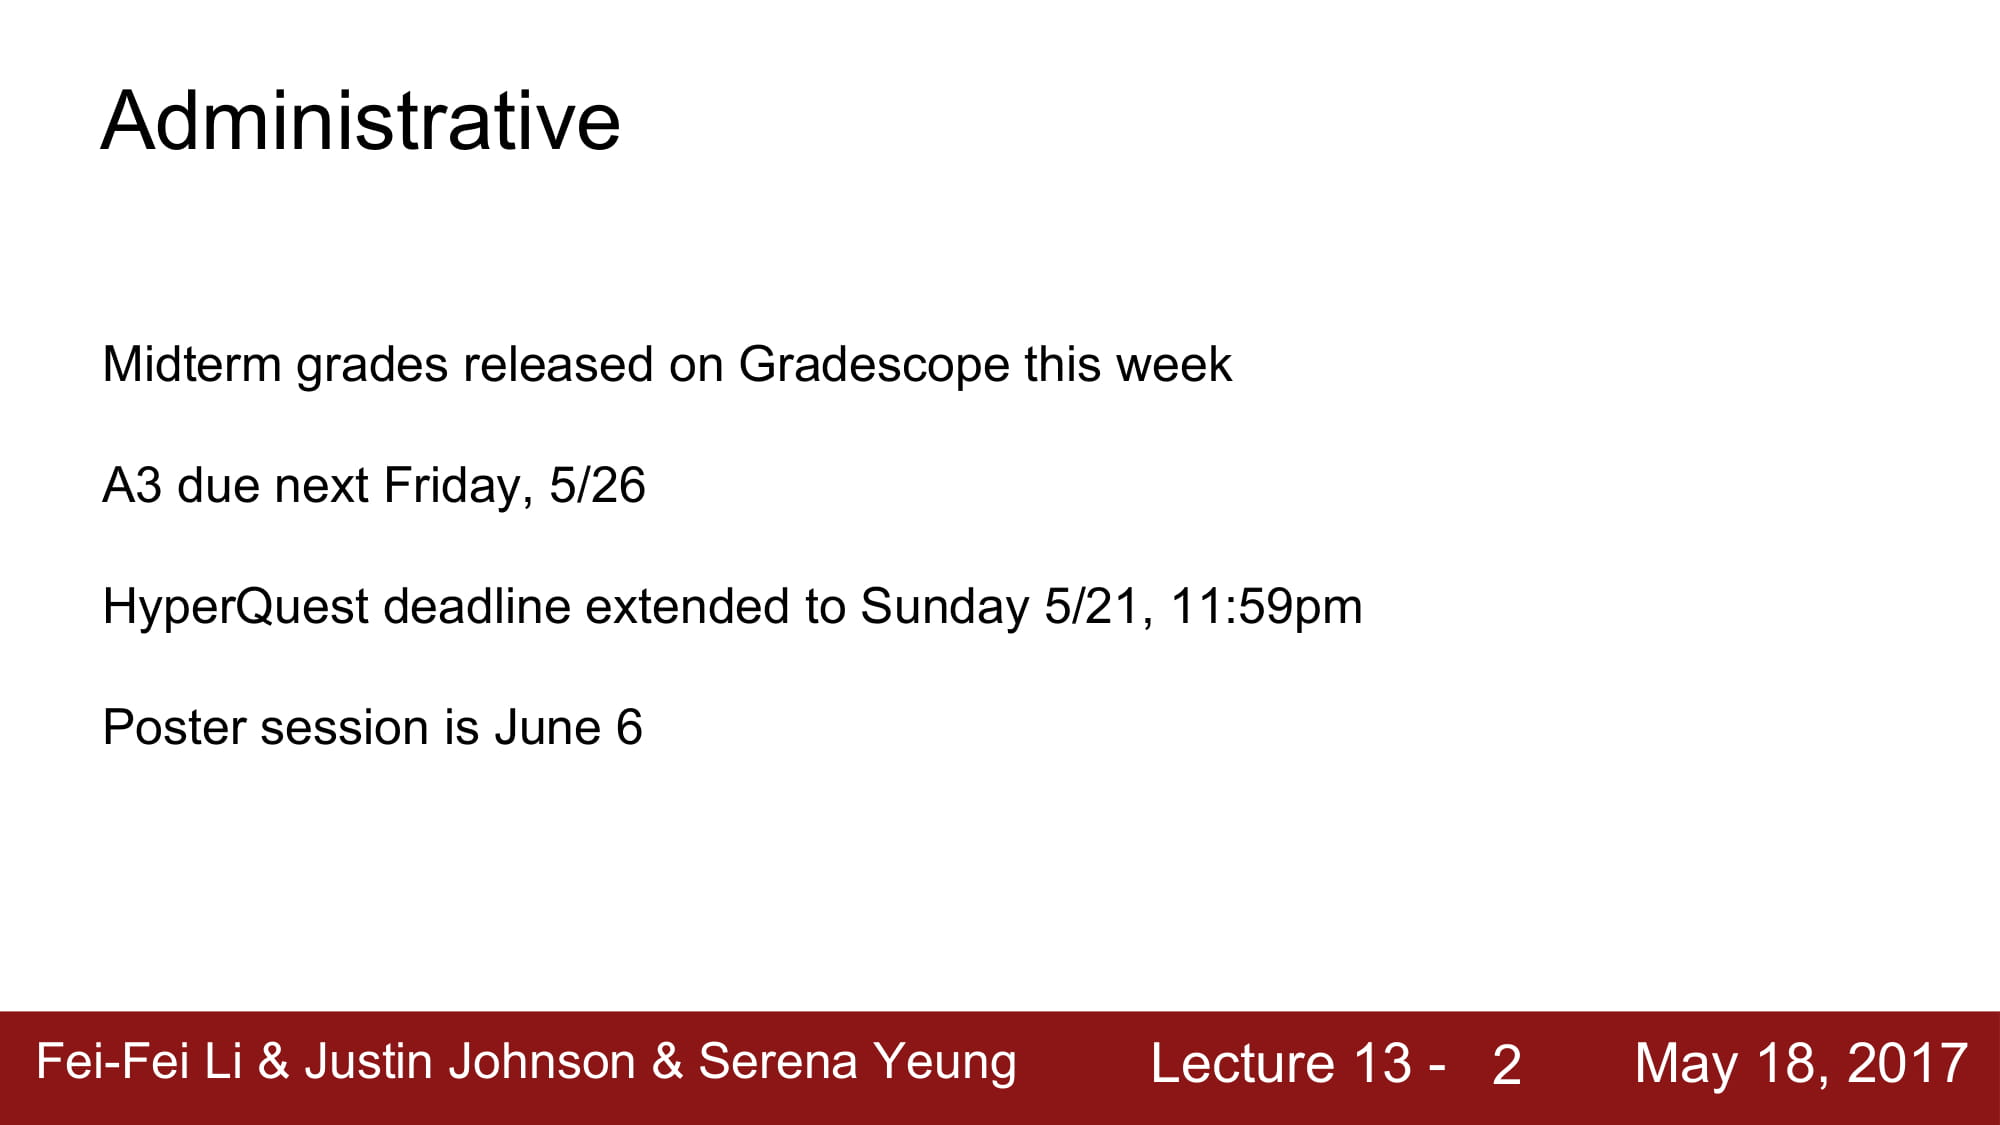 Administrative
Midterm grades released on Gradescope this week
A3 due next Friday, 5/26
HyperQuest deadline extended to Sunday 5/21, 11:59pm
Poster session is June 6
Fei-Fei Li & Justin Johnson & Serena Yeung Lecture 13 - 2 May 18, 2017